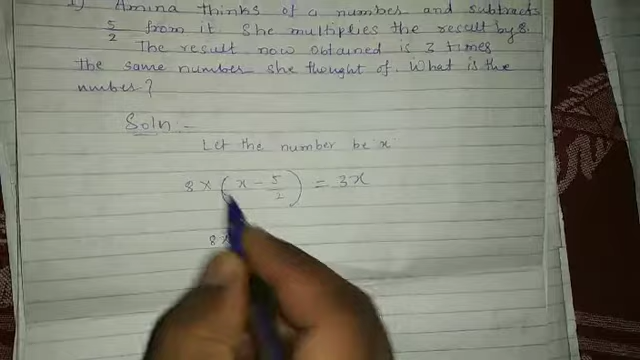 1) Amina thinks of a number and subtracts
5/2 from it. She multiplies the result by 8.
The result now obtained is 3 times
the same number she thought of. What is the
number?
Soln -
Let the number be 'x'
8 × (x - 5/2) = 3x
8x